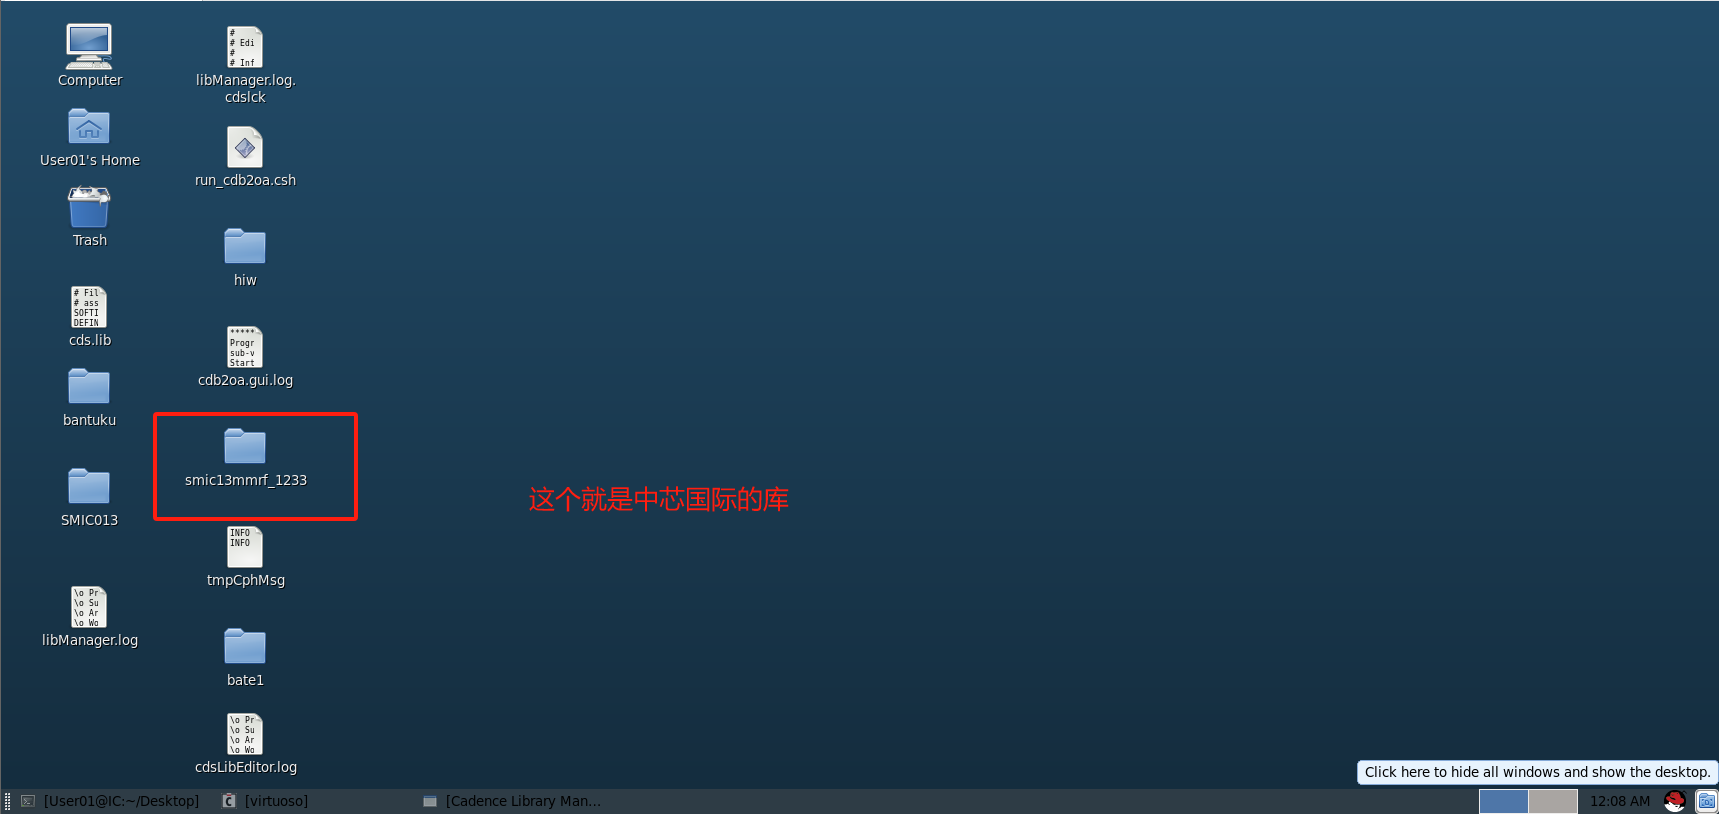 Computer
User01's Home
Trash
# Fil
# ass
SOFTI
DEFIN
cds.lib
bantuku
SMIC013
\o Pr
\o Su
\o Ar
\o Wo
libManager.log
#
# Edi
#
# Inf
libManager.log.
cdslck
run_cdb2oa.csh
hiw
*****
Progr
sub-v
Start
cdb2oa.gui.log
smic13mmrf_1233
这个就是中芯国际的库
INFO
INFO
tmpCphMsg
bate1
\o Pr
\o Su
\o Ar
\o Wo
cdsLibEditor.log
Click here to hide all windows and show the desktop.
[User01@IC:~/Desktop]
[virtuoso]
[Cadence Library Man...
12:08 AM